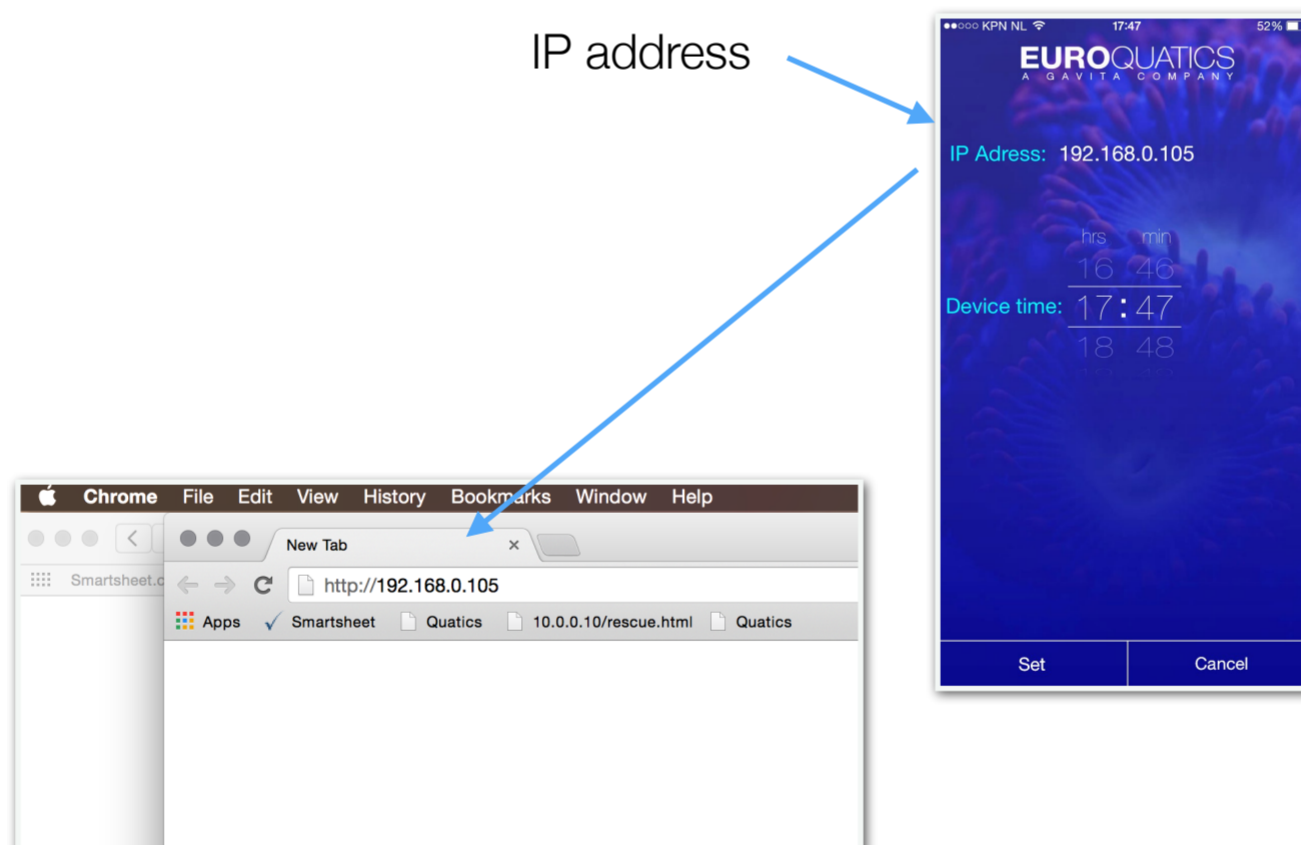 IP address
KPN NL 17:47 52%
EUROQUATICS
A GAVITA COMPANY
IP Adress: 192.168.0.105
hrs min
16 46
Device time: 17:47
18 48
Set Cancel
Chrome File Edit View History Bookmarks Window Help
New Tab
Smartsheet.c
http://192.168.0.105
Apps Smartsheet Quatics 10.0.0.10/rescue.html Quatics